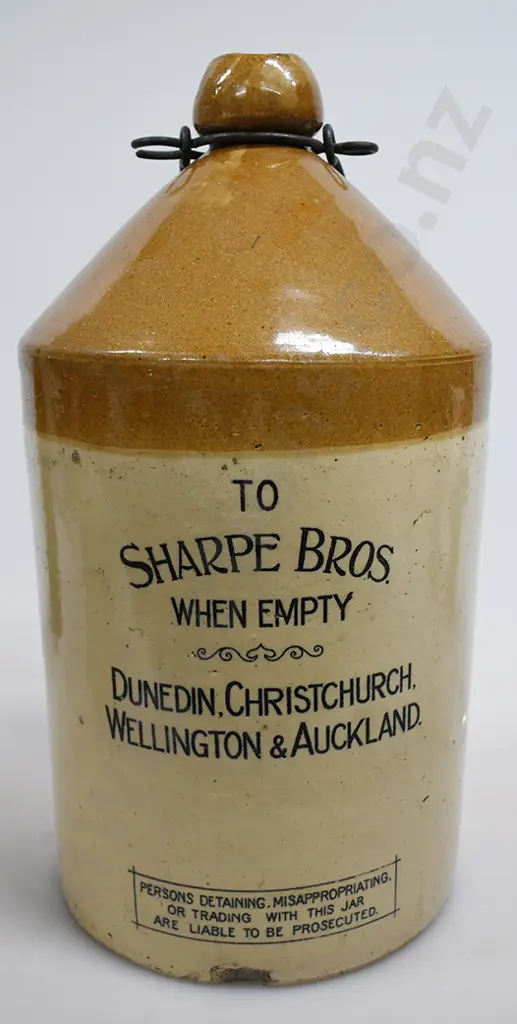 TO
SHARPE BROS.
WHEN EMPTY
DUNEDIN, CHRISTCHURCH,
WELLINGTON & AUCKLAND.
PERSONS DETAINING, MISAPPROPRIATING,
OR TRADING WITH THIS JAR
ARE LIABLE TO BE PROSECUTED.
.nz